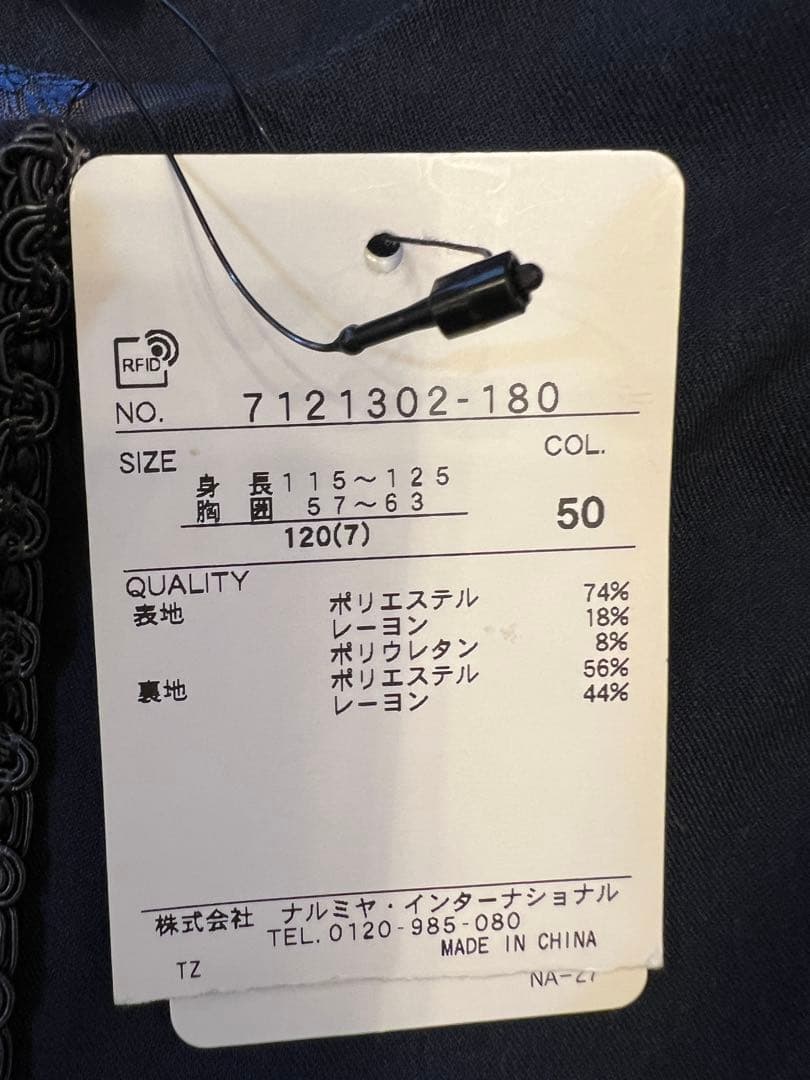 RFID
NO. 7121302-180
SIZE COL.
身長 115～125
胸囲 57～63
120(7) 50
QUALITY
表地 ポリエステル 74%
レーヨン 18%
ポリウレタン 8%
裏地 ポリエステル 56%
レーヨン 44%
株式会社 ナルミヤ・インターナショナル
TEL. 0120-985-080
MADE IN CHINA
TZ